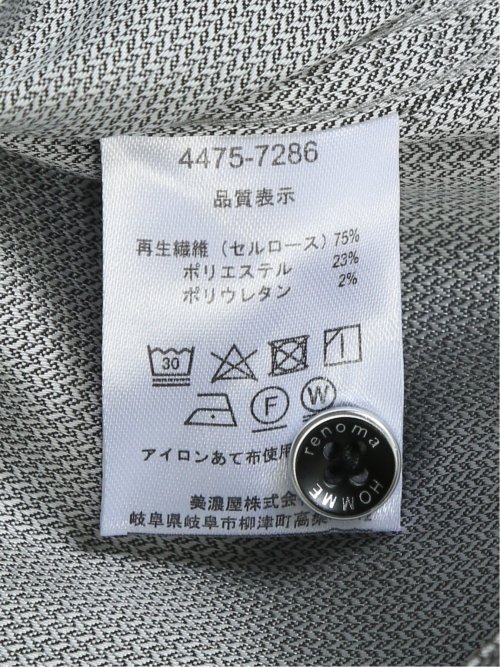 4475-7286
品質表示
再生繊維（セルロース）75%
ポリエステル 23%
ポリウレタン 2%
30
F
W
アイロンあて布使用
美濃屋株式会
岐阜県岐阜市柳津町高桑
renoma
HOMME